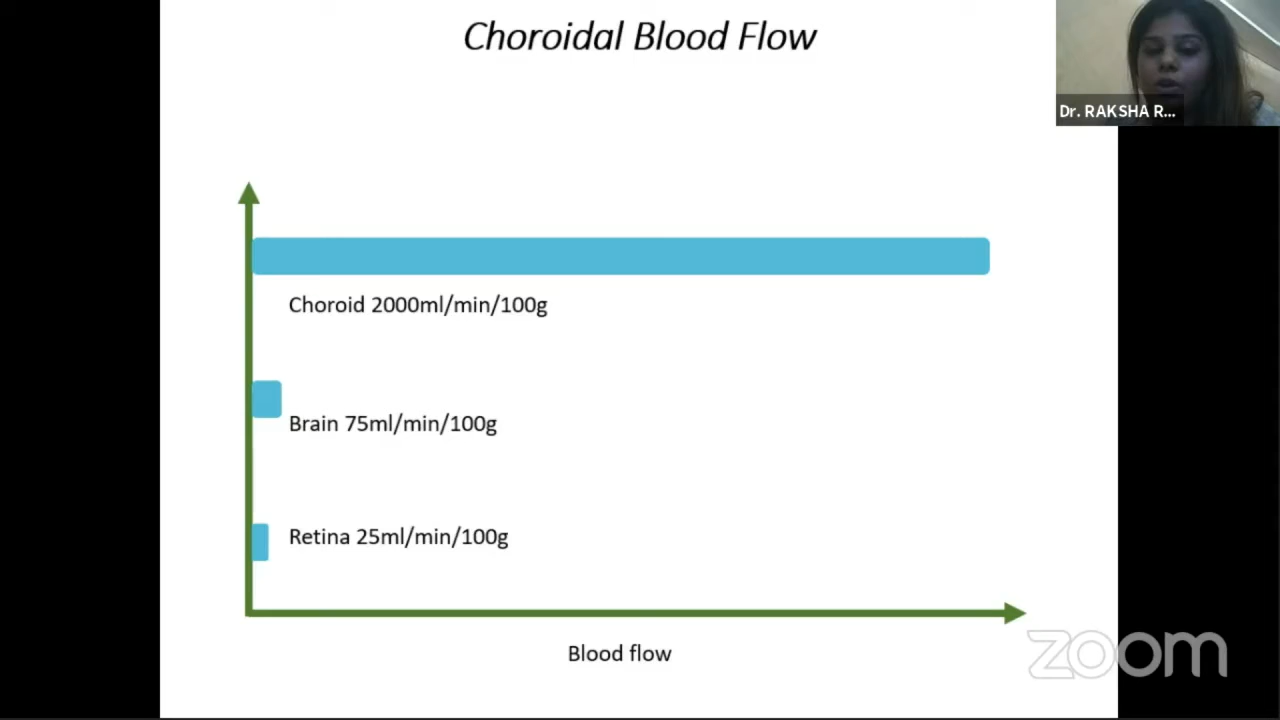 Choroidal Blood Flow
Dr. RAKSHA R...
Choroid 2000ml/min/100g
Brain 75ml/min/100g
Retina 25ml/min/100g
Blood flow
zoom